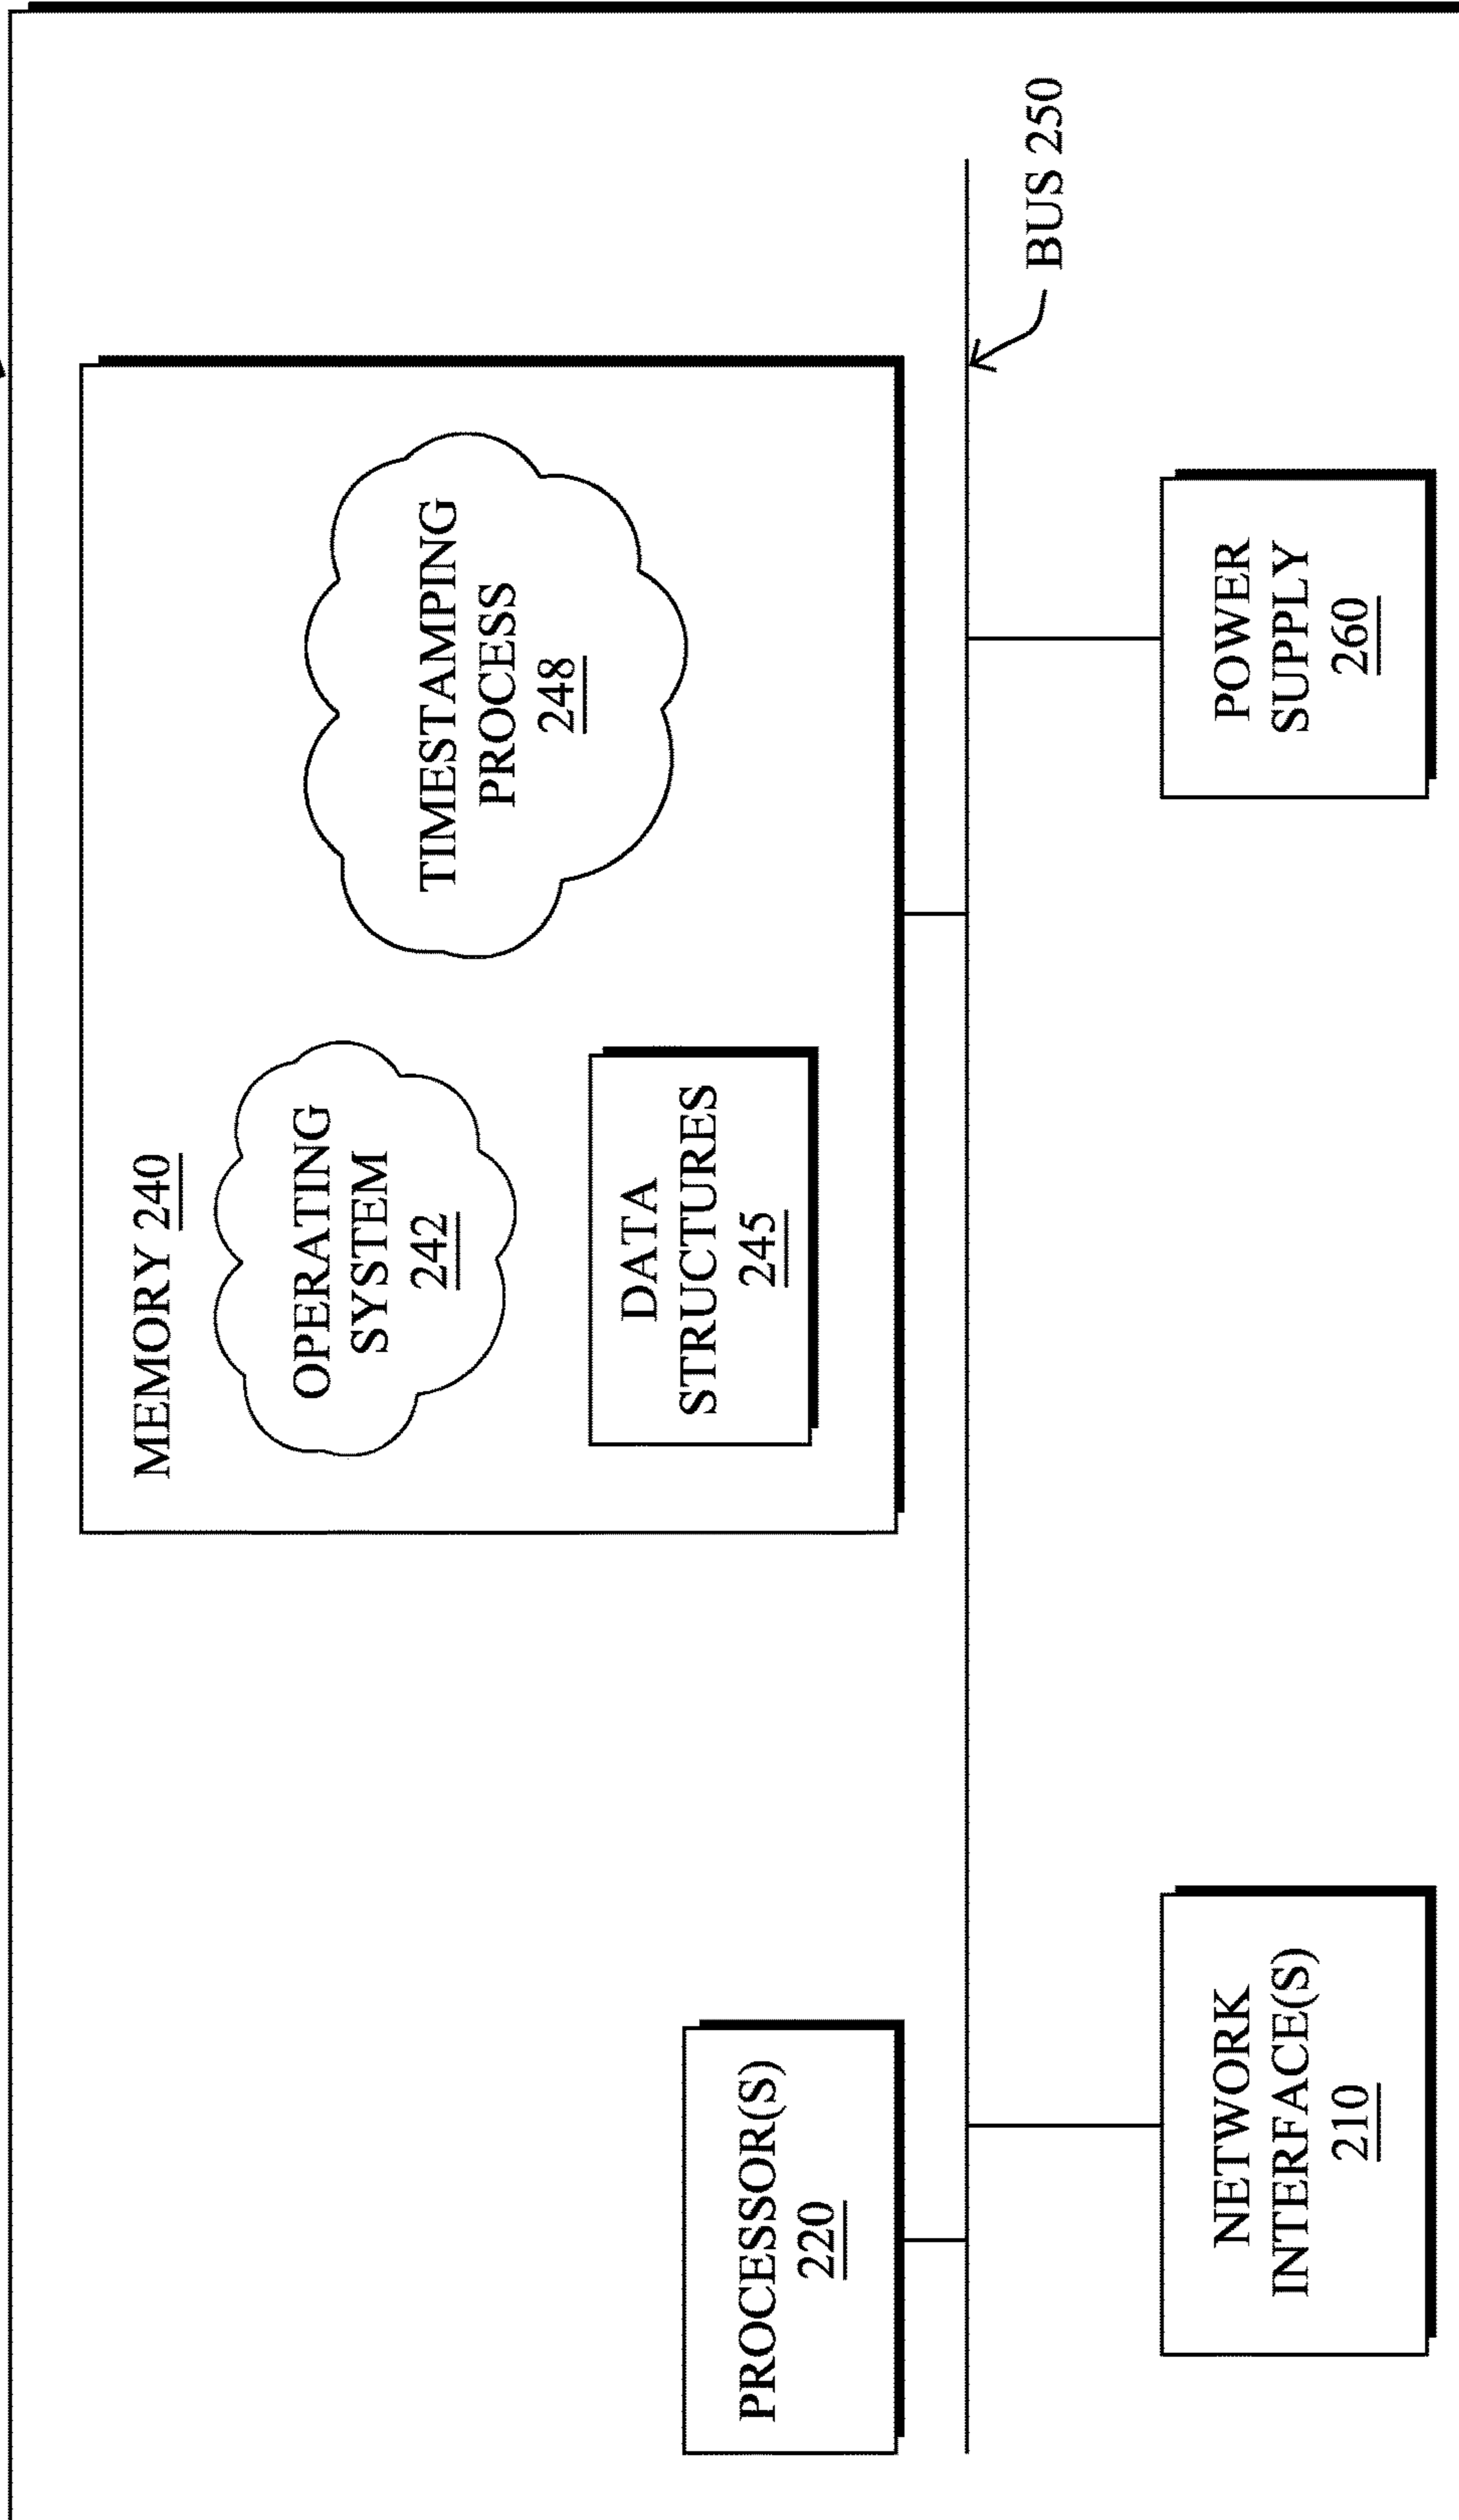 MEMORY 240
OPERATING
SYSTEM
242
DATA
STRUCTURES
245
TIMESTAMPING
PROCESS
248
PROCESSOR(S)
220
BUS 250
NETWORK
INTERFACE(S)
210
POWER
SUPPLY
260